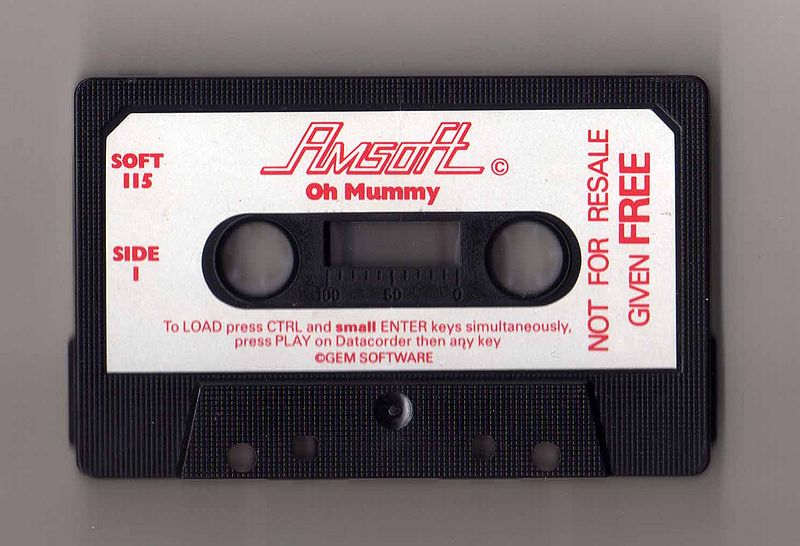 Amsoft ©
Oh Mummy
SOFT
115
SIDE
1
100 50 0
To LOAD press CTRL and small ENTER keys simultaneously,
press PLAY on Datacorder then any key
©GEM SOFTWARE
NOT FOR RESALE
GIVEN FREE